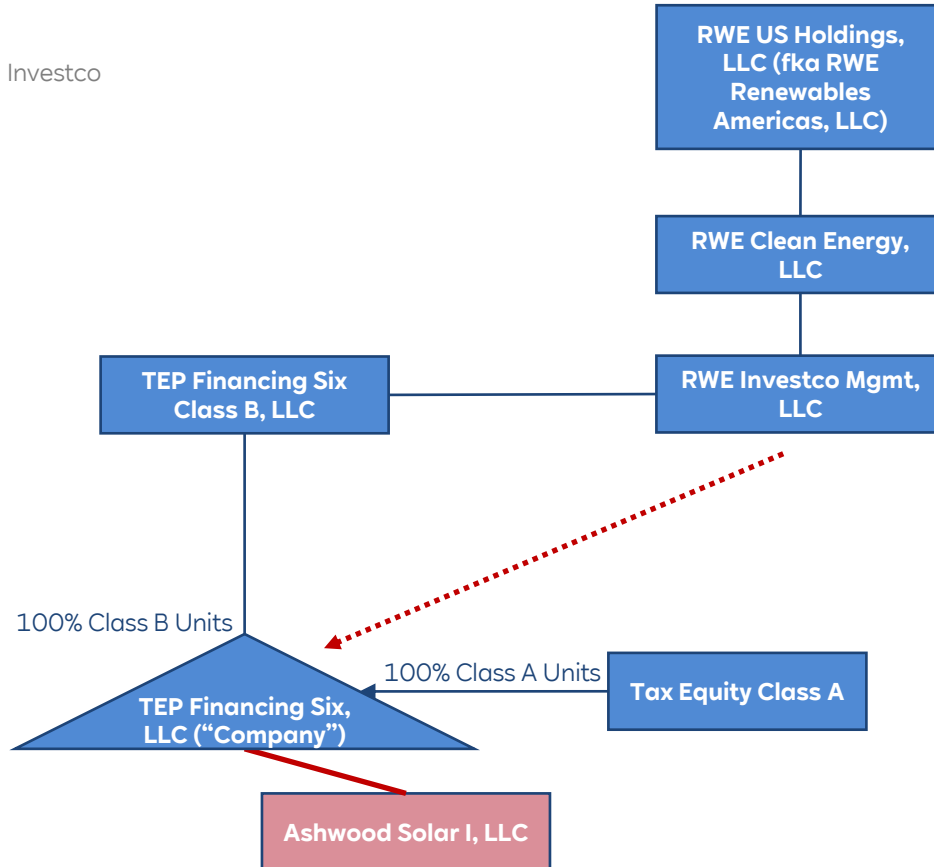 Investco
RWE US Holdings,
LLC (fka RWE
Renewables
Americas, LLC)
RWE Clean Energy,
LLC
TEP Financing Six
Class B, LLC
RWE Investco Mgmt,
LLC
100% Class B Units
100% Class A Units
Tax Equity Class A
TEP Financing Six,
LLC (“Company”)
Ashwood Solar I, LLC